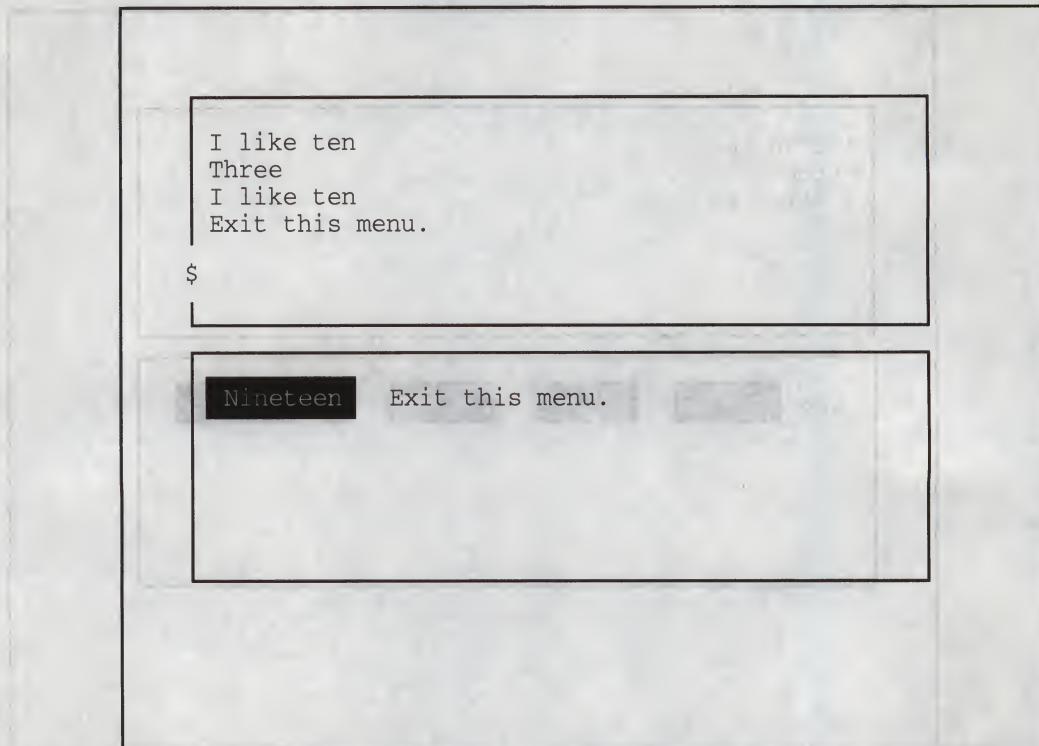 I like ten
Three
I like ten
Exit this menu.
$
Nineteen Exit this menu.